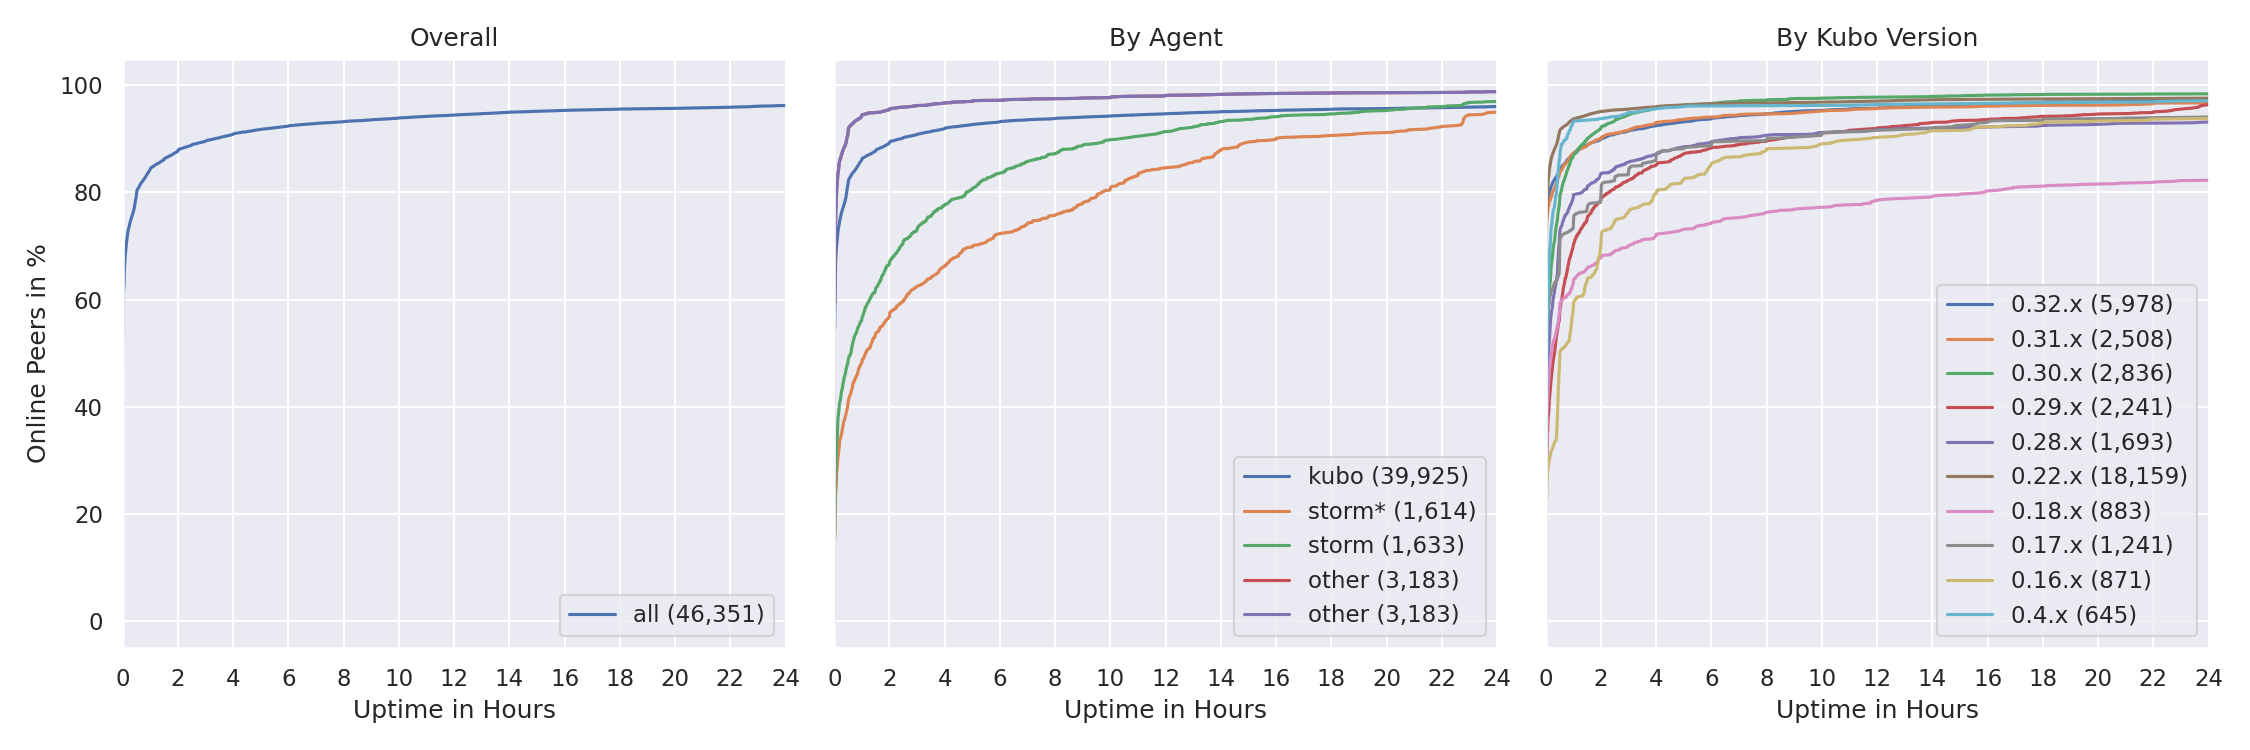 Overall
By Agent
By Kubo Version
Online Peers in %
100
80
60
40
20
0
all (46,351)
kubo (39,925)
storm* (1,614)
storm (1,633)
other (3,183)
other (3,183)
0.32.x (5,978)
0.31.x (2,508)
0.30.x (2,836)
0.29.x (2,241)
0.28.x (1,693)
0.22.x (18,159)
0.18.x (883)
0.17.x (1,241)
0.16.x (871)
0.4.x (645)
0 2 4 6 8 10 12 14 16 18 20 22 24
0 2 4 6 8 10 12 14 16 18 20 22 24
0 2 4 6 8 10 12 14 16 18 20 22 24
Uptime in Hours
Uptime in Hours
Uptime in Hours